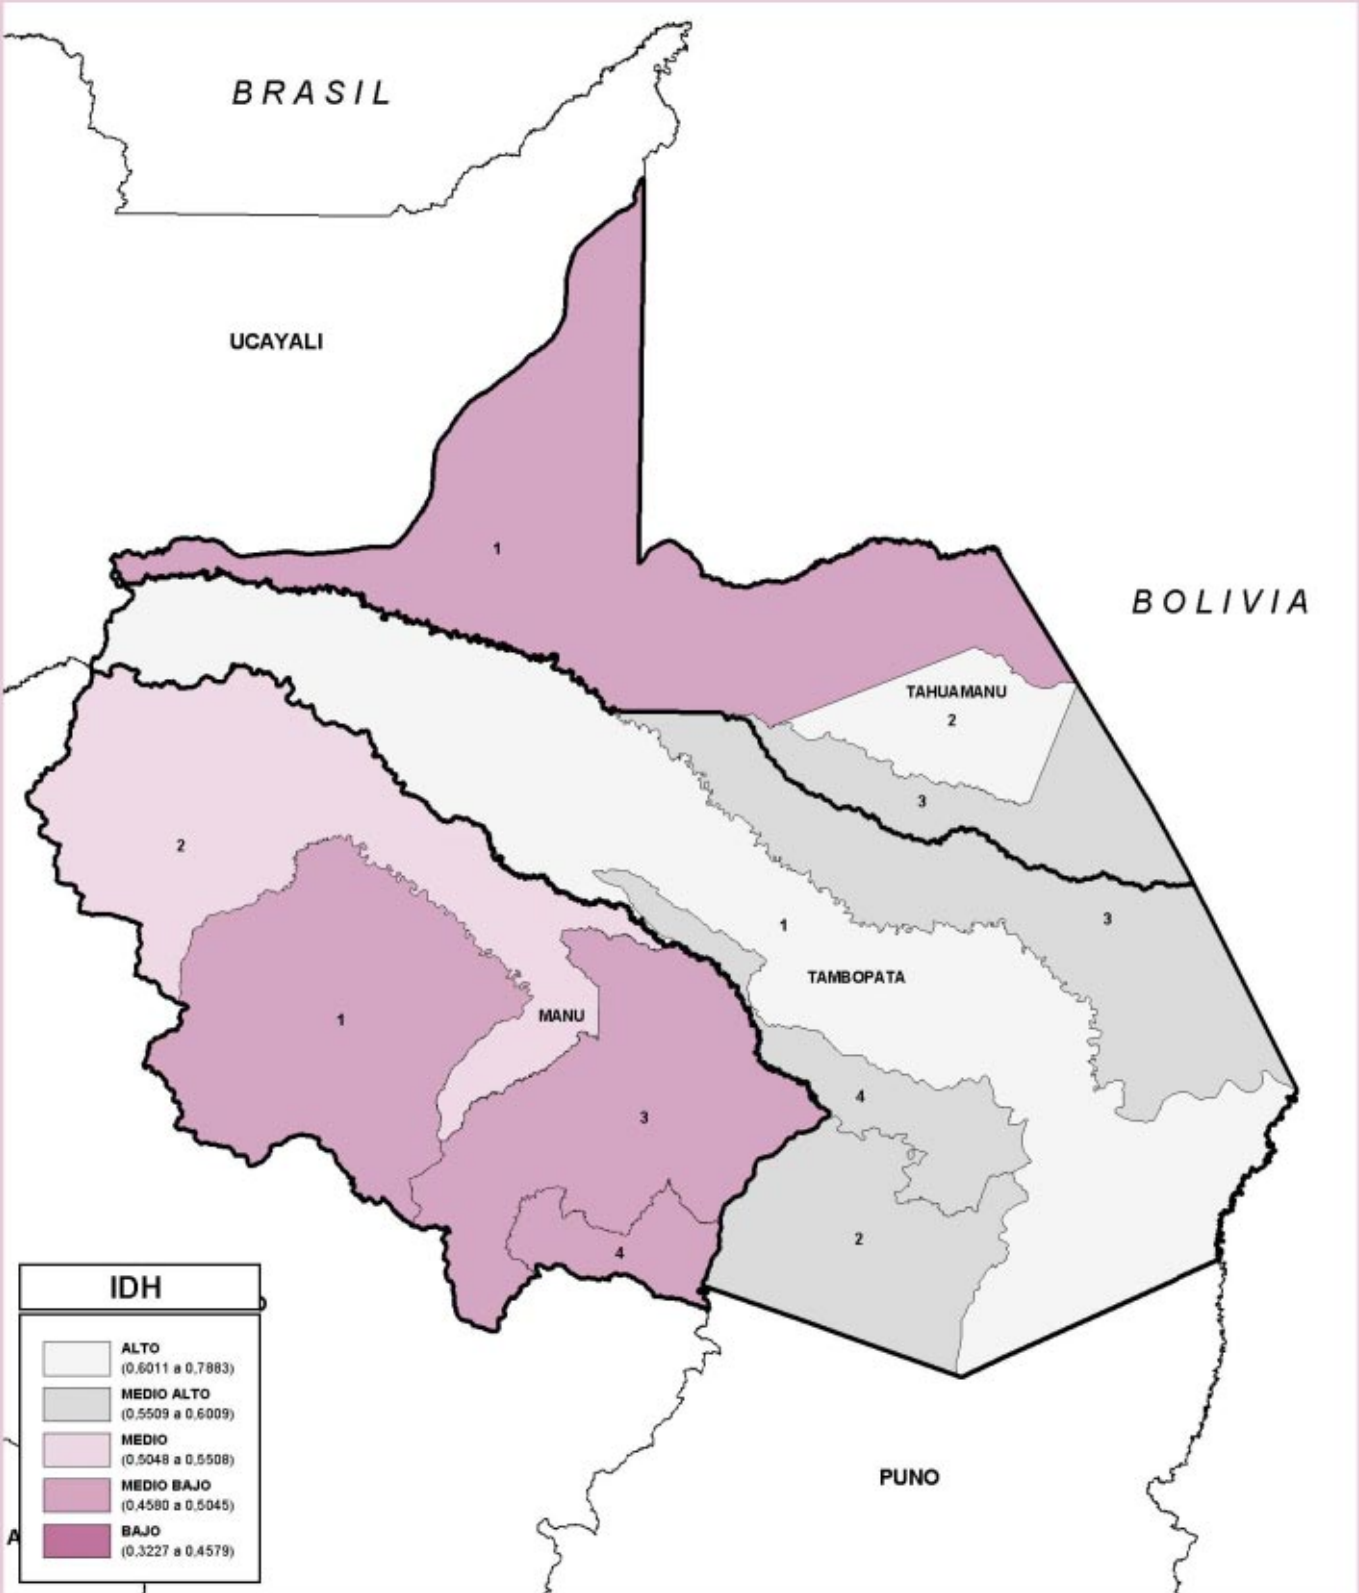 BRASIL
UCAYALI
1
BOLIVIA
TAHUAMANU
2
3
2
1
3
TAMBOPATA
MANU
1
4
3
2
4
IDH
ALTO
(0,6011 a 0,7883)
MEDIO ALTO
(0,5509 a 0,6009)
MEDIO
(0,5048 a 0,5508)
MEDIO BAJO
(0,4580 a 0,5045)
BAJO
(0,3227 a 0,4579)
PUNO
A